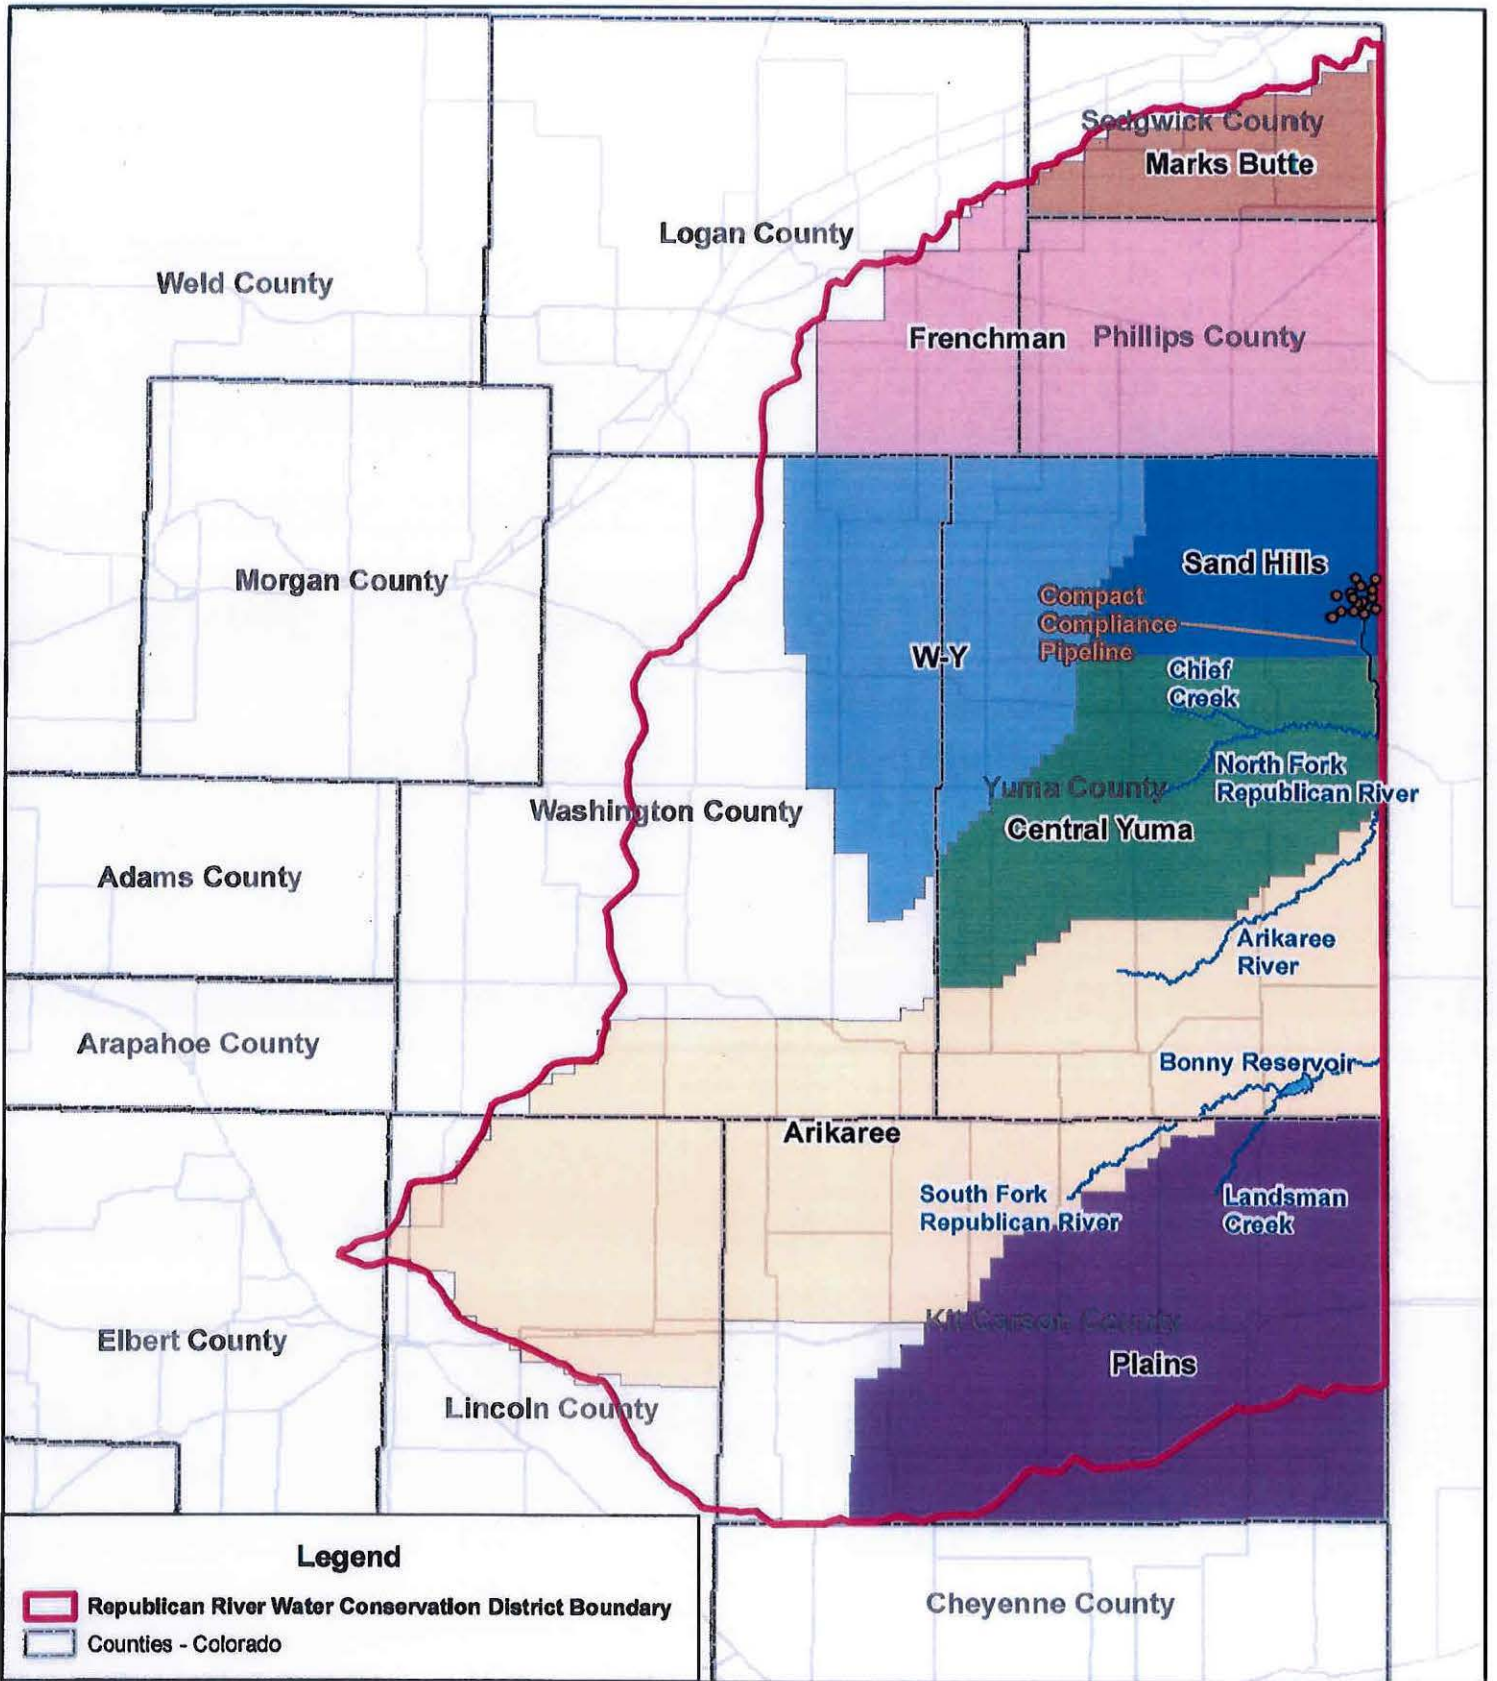 Sedgwick County
Marks Butte
Logan County
Weld County
Frenchman
Phillips County
Sand Hills
Morgan County
Compact
Compliance
Pipeline
W-Y
Chief
Creek
North Fork
Republican River
Yuma County
Washington County
Central Yuma
Adams County
Arikaree
River
Arapahoe County
Bonny Reservoir
Arikaree
South Fork
Republican River
Landsman
Creek
Kit Carson County
Elbert County
Plains
Lincoln County
Legend
Republican River Water Conservation District Boundary
Counties - Colorado
Cheyenne County